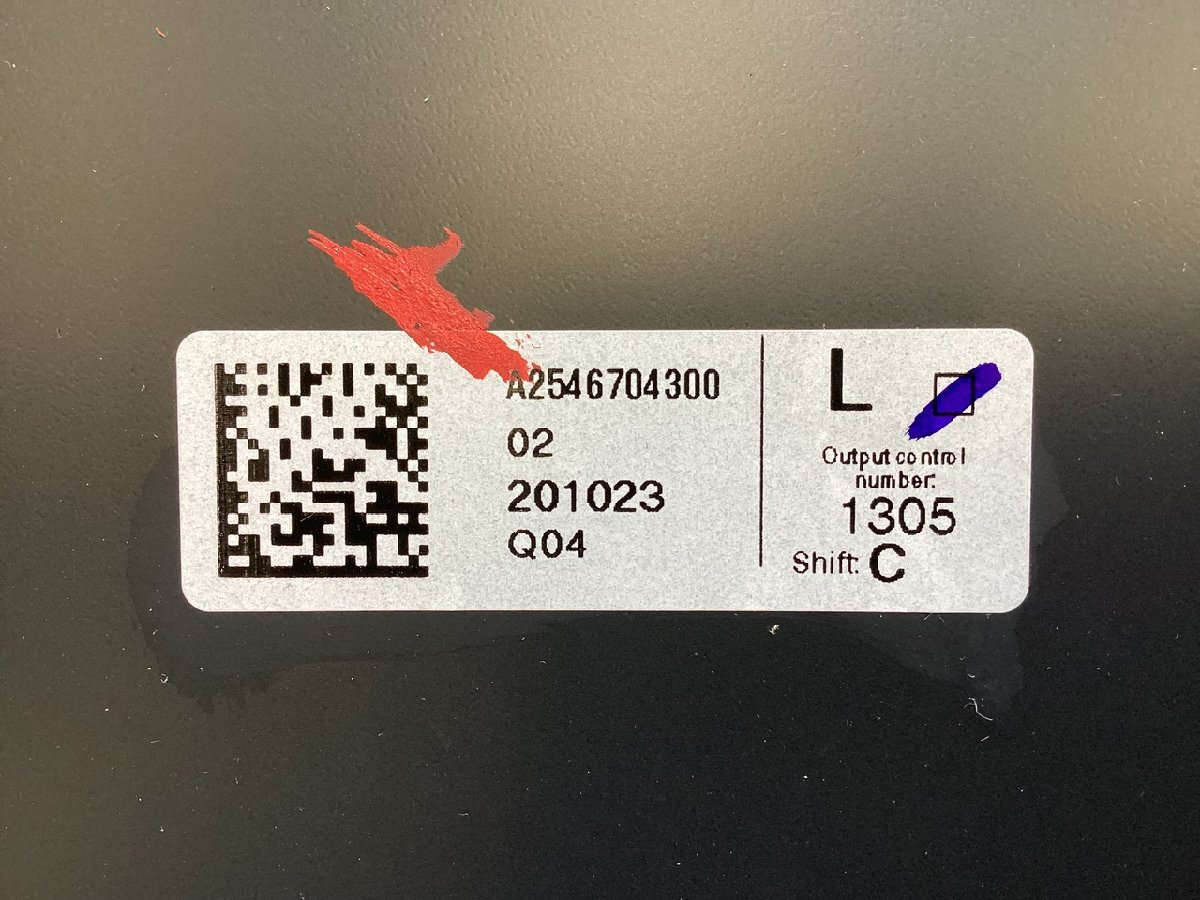 A2546704300
02
201023
Q04
L
Output control
number:
1305
Shift: C